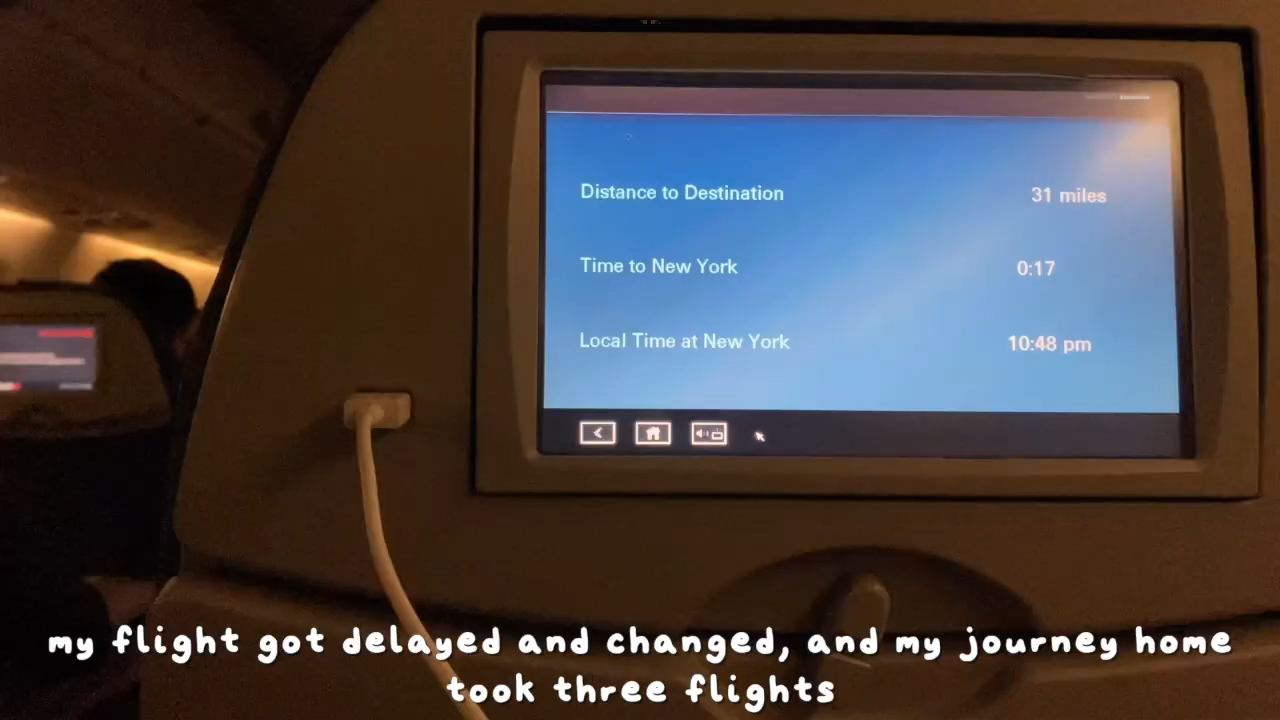 Distance to Destination 31 miles
Time to New York 0:17
Local Time at New York 10:48 pm
my flight got delayed and changed, and my journey home
took three flights